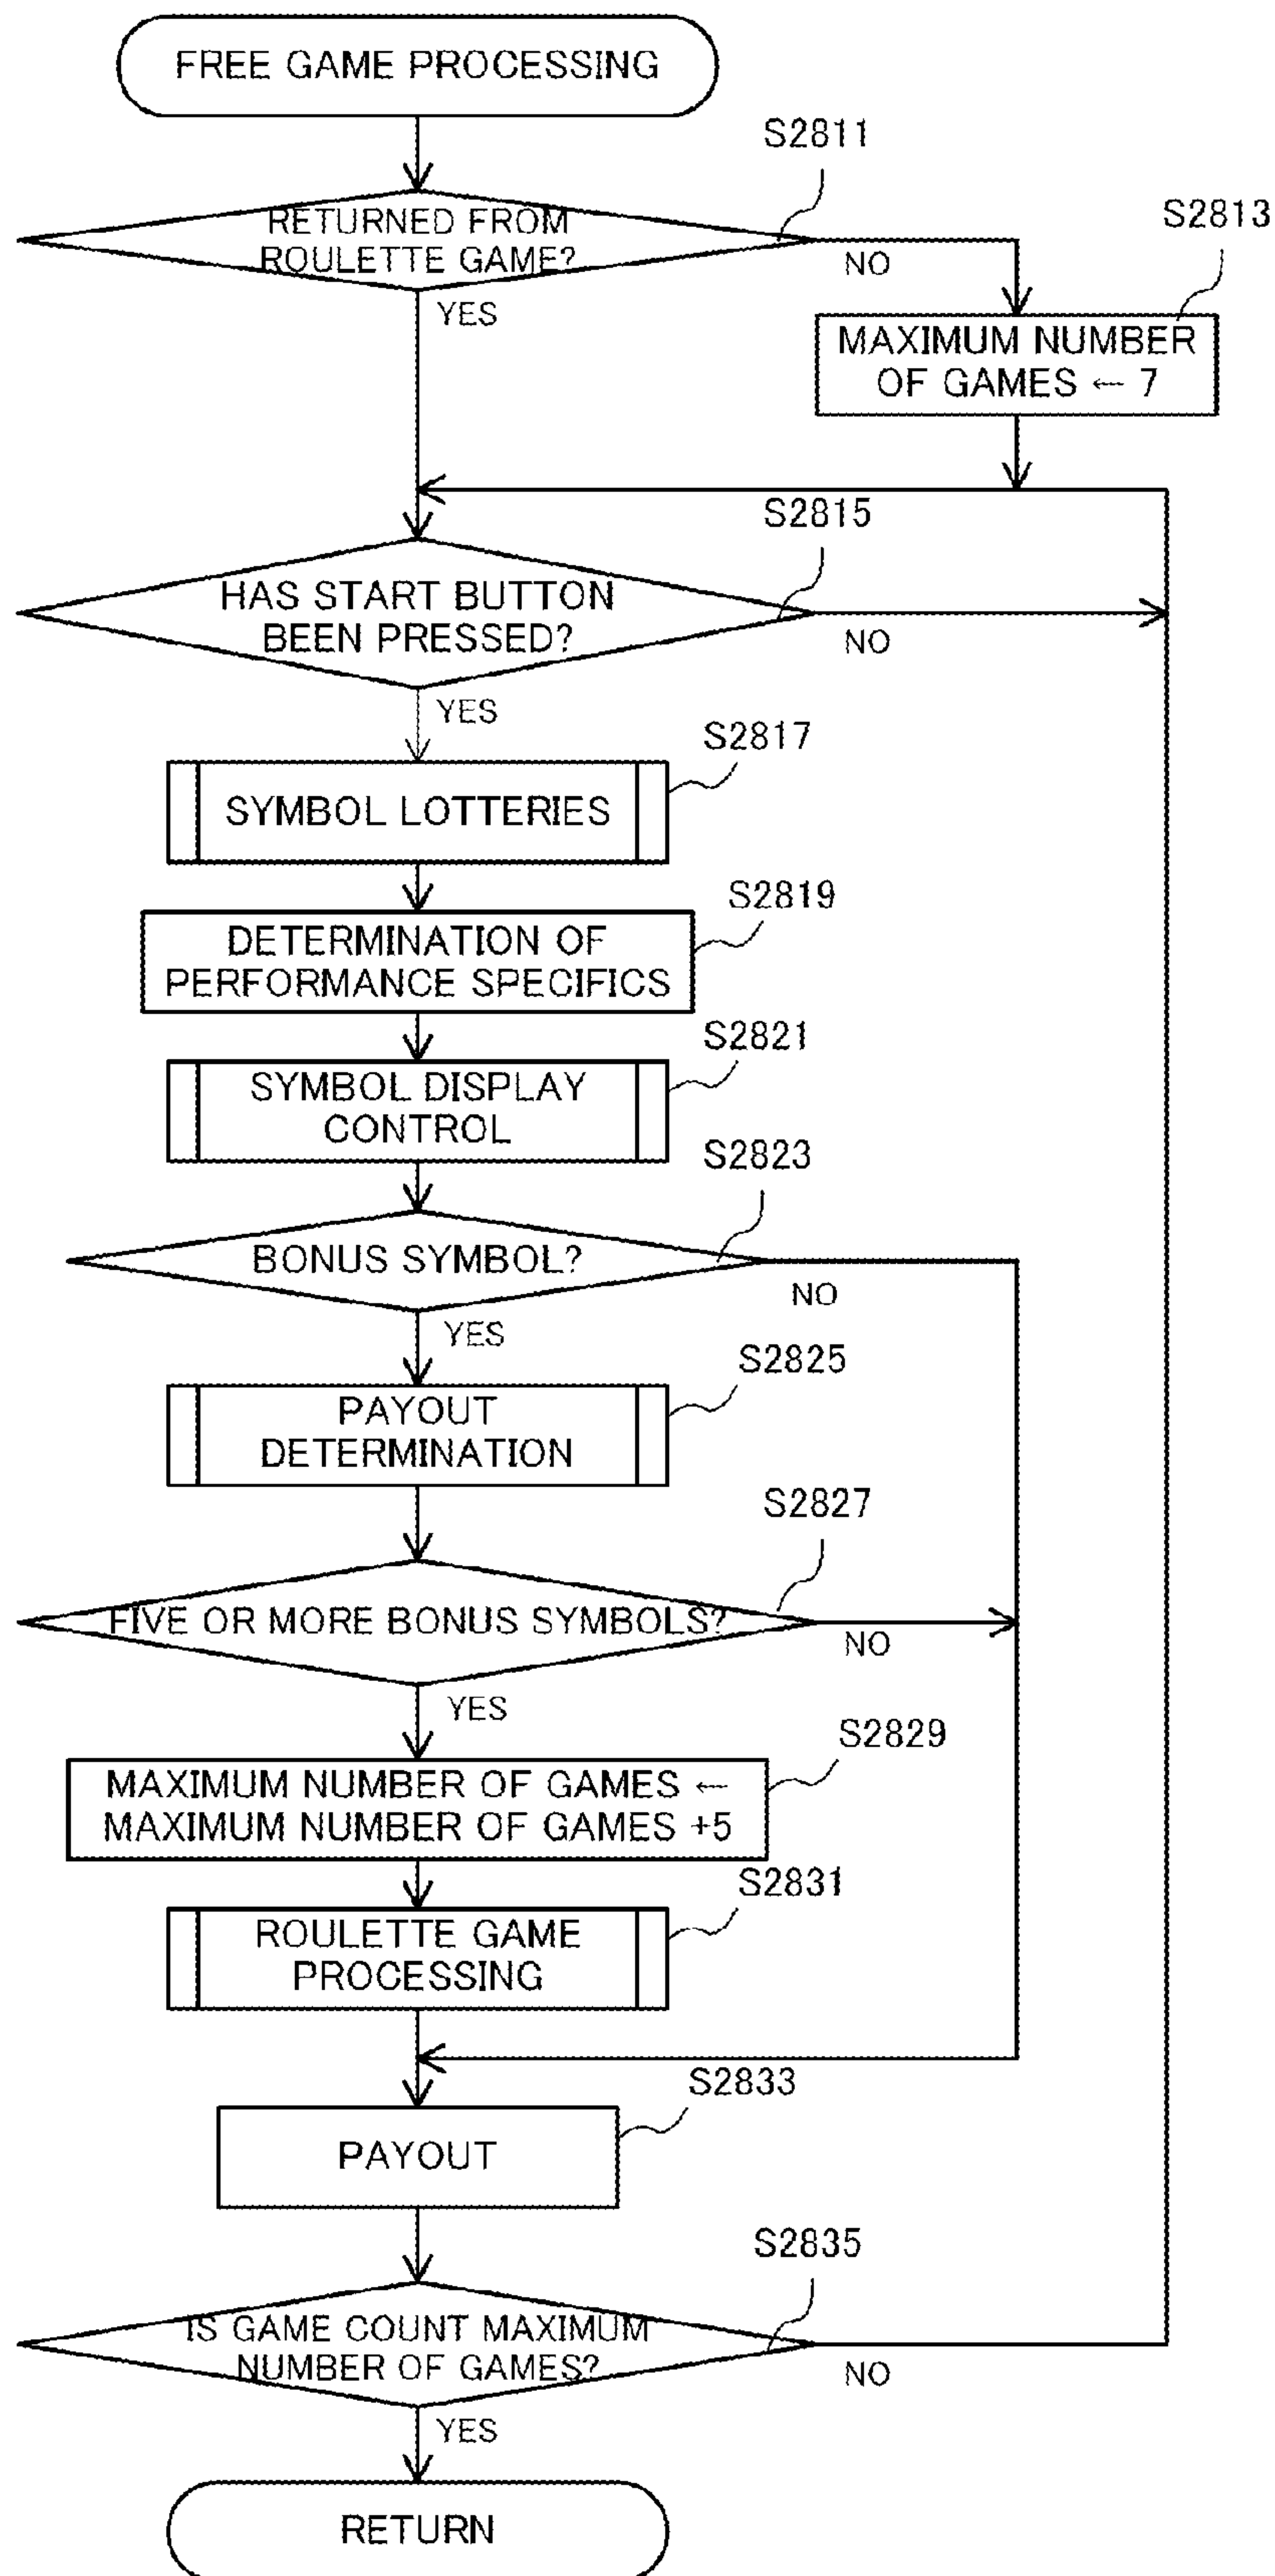 FREE GAME PROCESSING
S2811
RETURNED FROM
ROULETTE GAME?
NO
YES
S2813
MAXIMUM NUMBER
OF GAMES ← 7
S2815
HAS START BUTTON
BEEN PRESSED?
NO
YES
S2817
SYMBOL LOTTERIES
S2819
DETERMINATION OF
PERFORMANCE SPECIFICS
S2821
SYMBOL DISPLAY
CONTROL
S2823
BONUS SYMBOL?
NO
YES
S2825
PAYOUT
DETERMINATION
S2827
FIVE OR MORE BONUS SYMBOLS?
NO
YES
S2829
MAXIMUM NUMBER OF GAMES ←
MAXIMUM NUMBER OF GAMES +5
S2831
ROULETTE GAME
PROCESSING
S2833
PAYOUT
S2835
IS GAME COUNT MAXIMUM
NUMBER OF GAMES?
NO
YES
RETURN